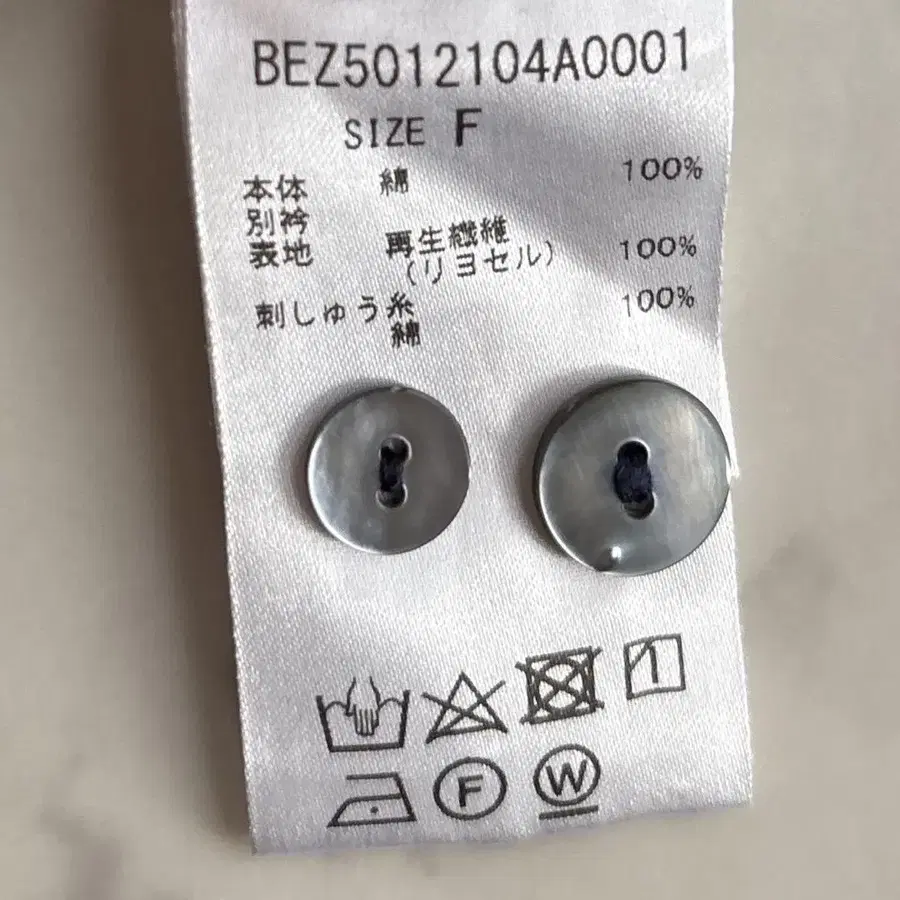 BEZ5012104A0001
SIZE F
本体 綿 100%
別衿
表地 再生繊維
(リヨセル) 100%
刺しゅう糸
綿 100%
F W